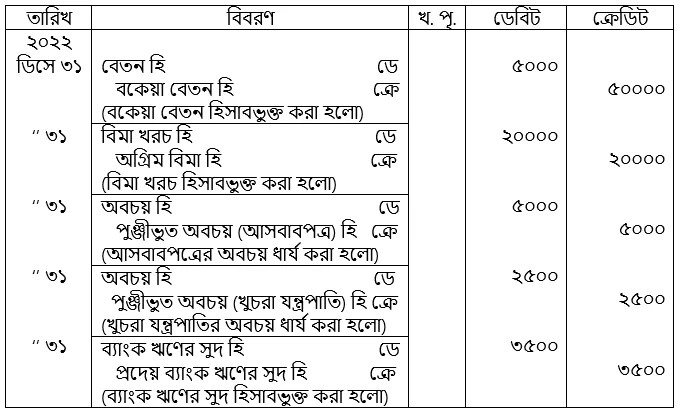 তারিখ বিবরণ খ. পৃ. ডেবিট ক্রেডিট
২০২২
ডিসে ৩১ বেতন হি ডে ৫০০০
বকেয়া বেতন হি ক্রে ৫০০০০
(বকেয়া বেতন হিসাবভুক্ত করা হলো)
" ৩১ বিমা খরচ হি ডে ২০০০০
অগ্রিম বিমা হি ক্রে ২০০০০
(বিমা খরচ হিসাবভুক্ত করা হলো)
" ৩১ অবচয় হি ডে ৫০০০
পুঞ্জীভুত অবচয় (আসবাবপত্র) হি ক্রে ৫০০০
(আসবাবপত্রের অবচয় ধার্য করা হলো)
" ৩১ অবচয় হি ডে ২৫০০
পুঞ্জীভুত অবচয় (খুচরা যন্ত্রপাতি) হি ক্রে ২৫০০
(খুচরা যন্ত্রপাতির অবচয় ধার্য করা হলো)
" ৩১ ব্যাংক ঋণের সুদ হি ডে ৩৫০০
প্রদেয় ব্যাংক ঋণের সুদ হি ক্রে ৩৫০০
(ব্যাংক ঋণের সুদ হিসাবভুক্ত করা হলো)